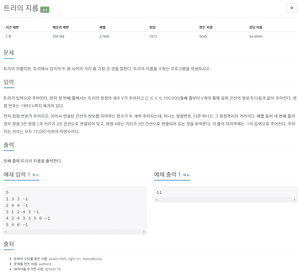 트리의 지름
시간 제한 메모리 제한 제출 정답 맞힌 사람 정답 비율
문제
트리의 지름이란, 트리에서 임의의 두 점 사이의 거리 중 가장 긴 것을 말한다. 트리의 지름을 구하는 프로그램을 작성하시오.
입력
트리가 입력으로 주어진다. 먼저 첫 번째 줄에서는 트리의 정점의 개수 V가 주어지고 (2 ≤ V ≤ 100,000) 둘째 줄부터 V개의 줄에 걸쳐 간선의 정보가 다음과 같이 주어진다. 정
점 번호는 1부터 V까지 매겨져 있다.
먼저 정점 번호가 주어지고, 이어서 연결된 간선의 정보를 의미하는 정수가 두 개씩 주어지는데, 하나는 정점번호, 다른 하나는 그 정점까지의 거리이다. 예를 들어 네 번째 줄의
경우 정점 3은 정점 1과 거리가 2인 간선으로 연결되어 있고, 정점 4와는 거리가 3인 간선으로 연결되어 있는 것을 보여준다. 각 줄의 마지막에는 -1이 입력으로 주어진다. 주어지
는 거리는 모두 10,000 이하의 자연수이다.
출력
첫째 줄에 트리의 지름을 출력한다.
예제 입력 1 복사
5
1 3 2 -1
2 4 4 -1
3 1 2 4 3 -1
4 2 4 3 3 5 6 -1
5 4 6 -1
예제 출력 1 복사
11
출처